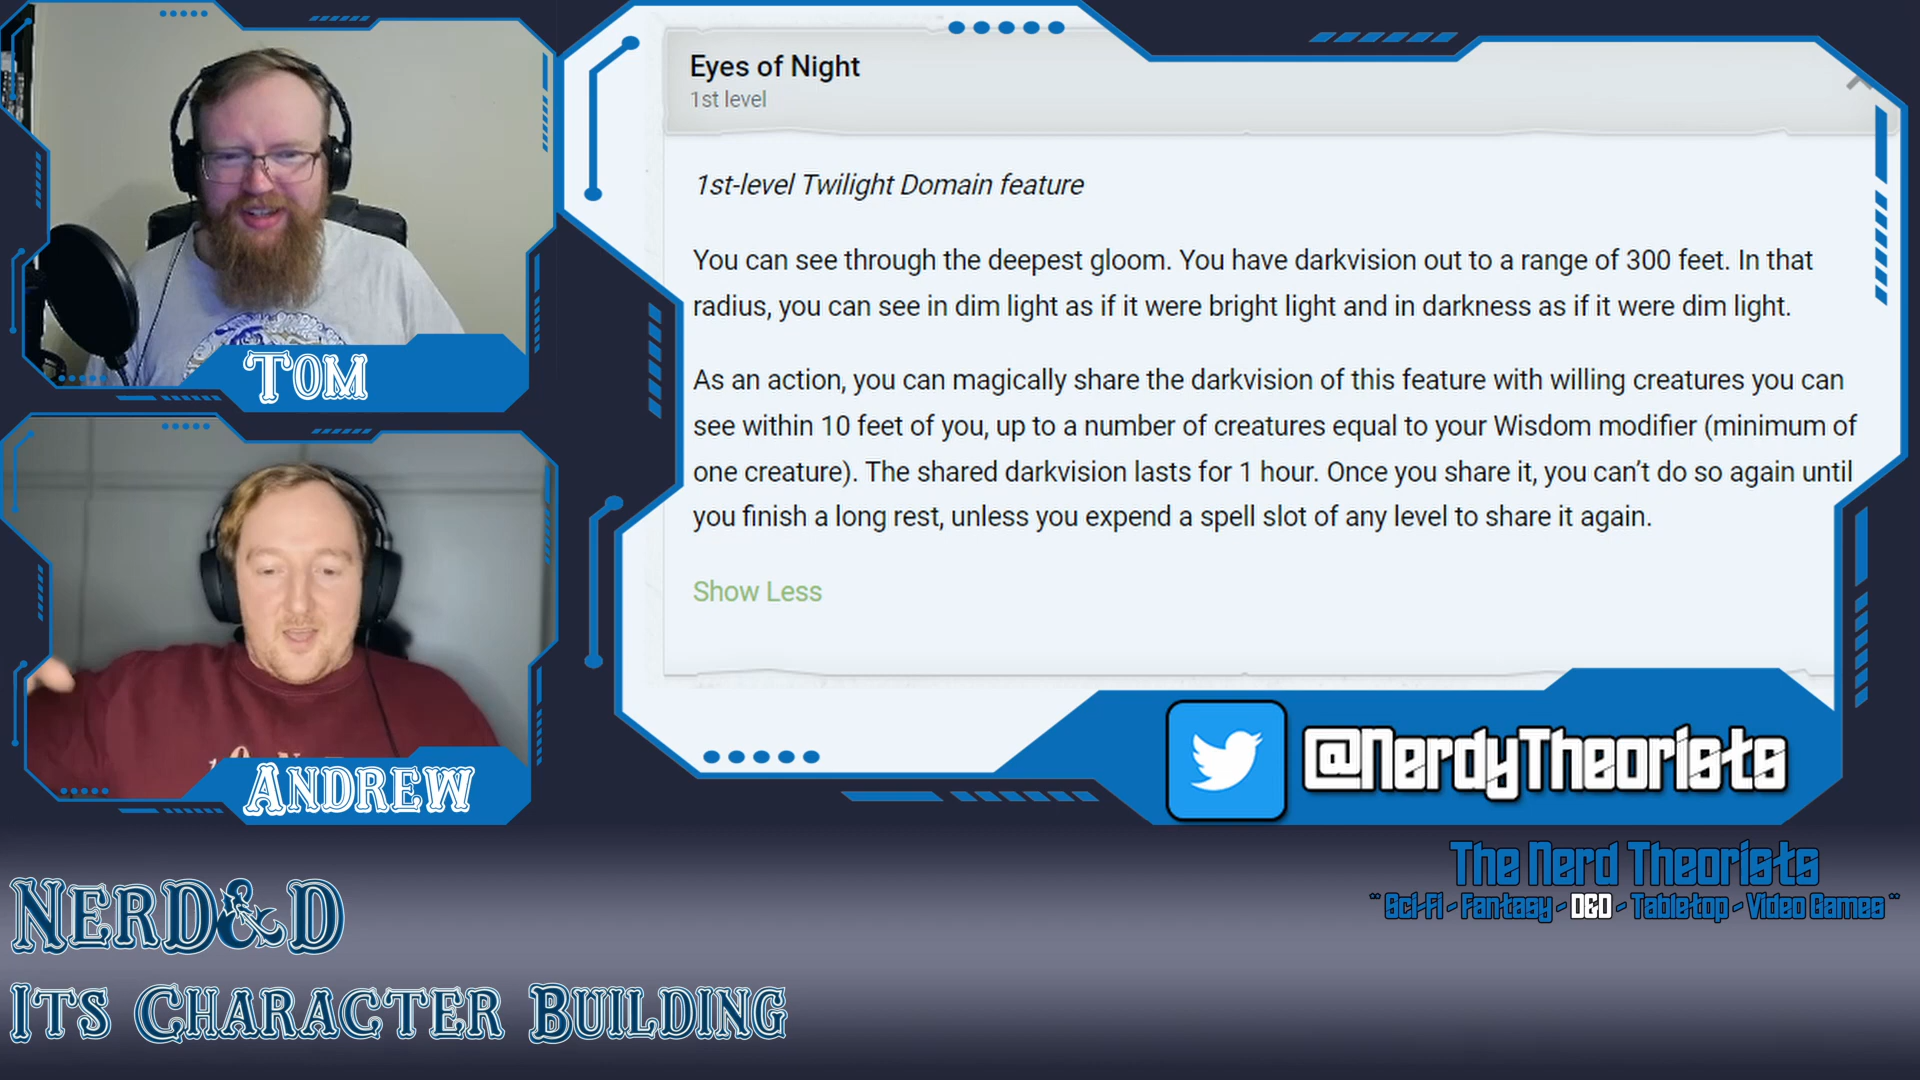 Eyes of Night
1st level
1st-level Twilight Domain feature
You can see through the deepest gloom. You have darkvision out to a range of 300 feet. In that
radius, you can see in dim light as if it were bright light and in darkness as if it were dim light.
As an action, you can magically share the darkvision of this feature with willing creatures you can
see within 10 feet of you, up to a number of creatures equal to your Wisdom modifier (minimum of
one creature). The shared darkvision lasts for 1 hour. Once you share it, you can’t do so again until
you finish a long rest, unless you expend a spell slot of any level to share it again.
Show Less
TOM
ANDREW
@NerdyTheorists
The Nerd Theorists
¨ Sci-Fi - Fantasy - D&D - Tabletop - Video Games ¨
NERD&D
ITS CHARACTER BUILDING